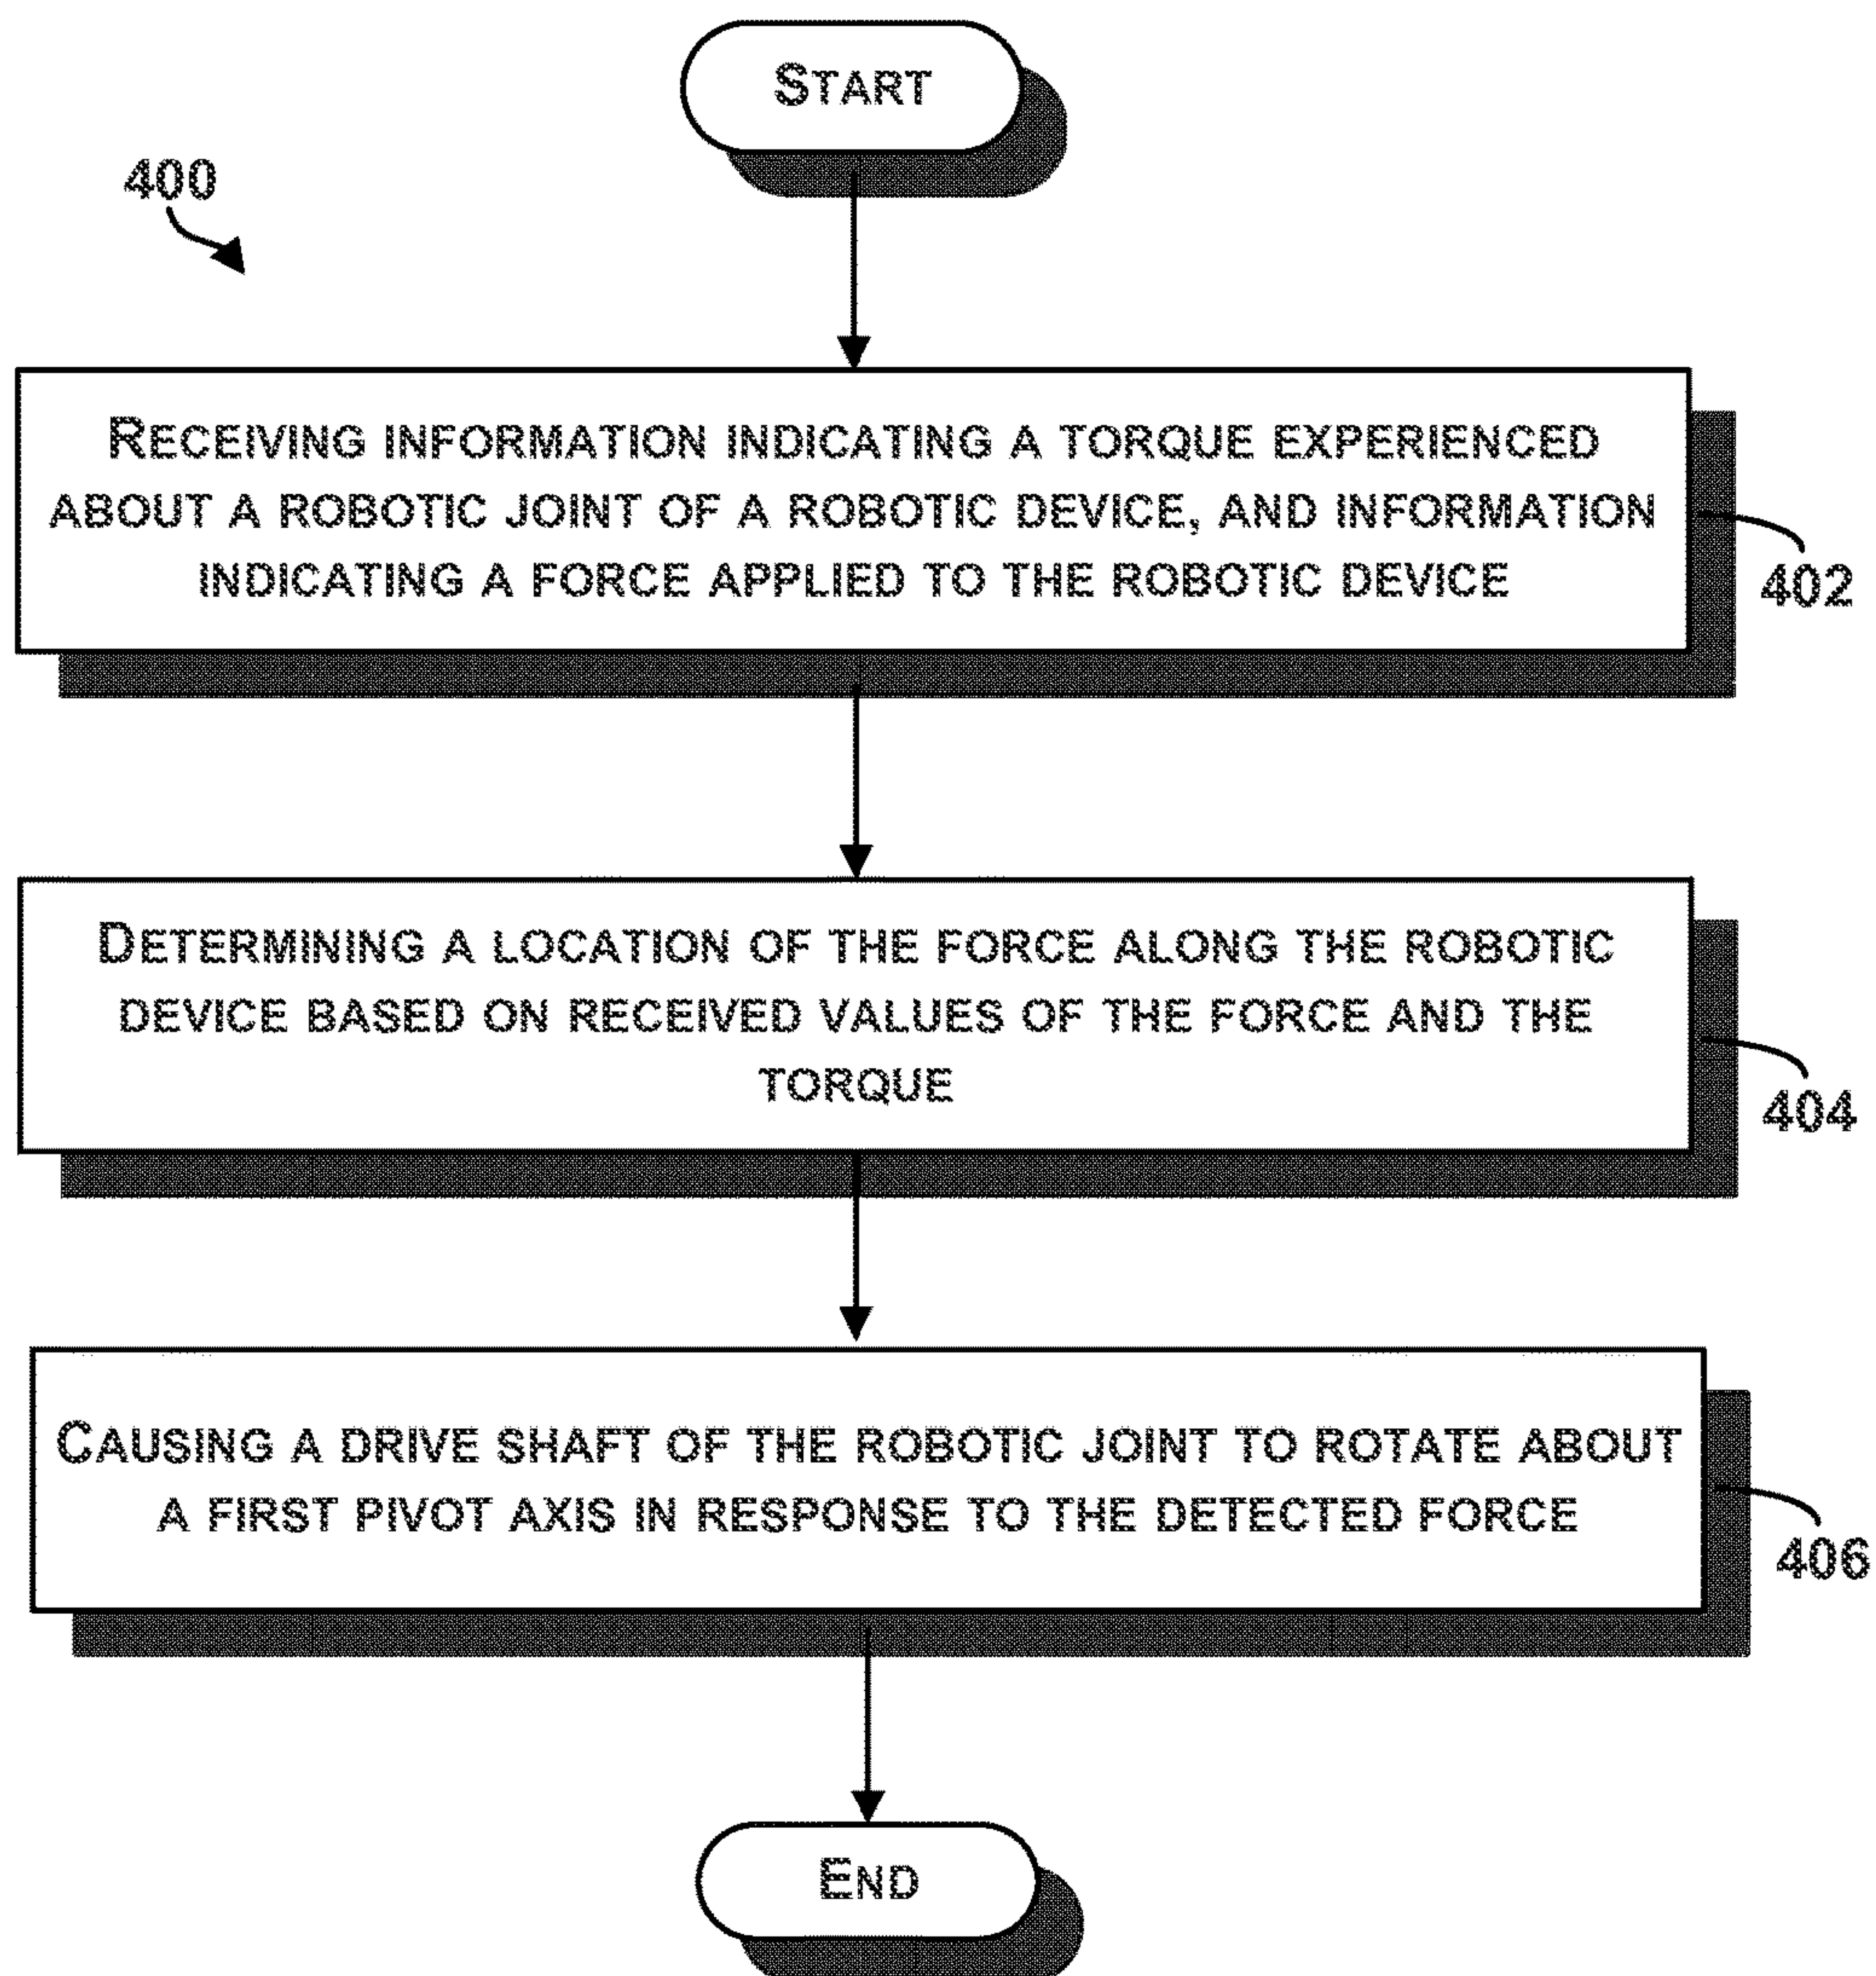 START
400
RECEIVING INFORMATION INDICATING A TORQUE EXPERIENCED
ABOUT A ROBOTIC JOINT OF A ROBOTIC DEVICE, AND INFORMATION
INDICATING A FORCE APPLIED TO THE ROBOTIC DEVICE
402
DETERMINING A LOCATION OF THE FORCE ALONG THE ROBOTIC
DEVICE BASED ON RECEIVED VALUES OF THE FORCE AND THE
TORQUE
404
CAUSING A DRIVE SHAFT OF THE ROBOTIC JOINT TO ROTATE ABOUT
A FIRST PIVOT AXIS IN RESPONSE TO THE DETECTED FORCE
406
END